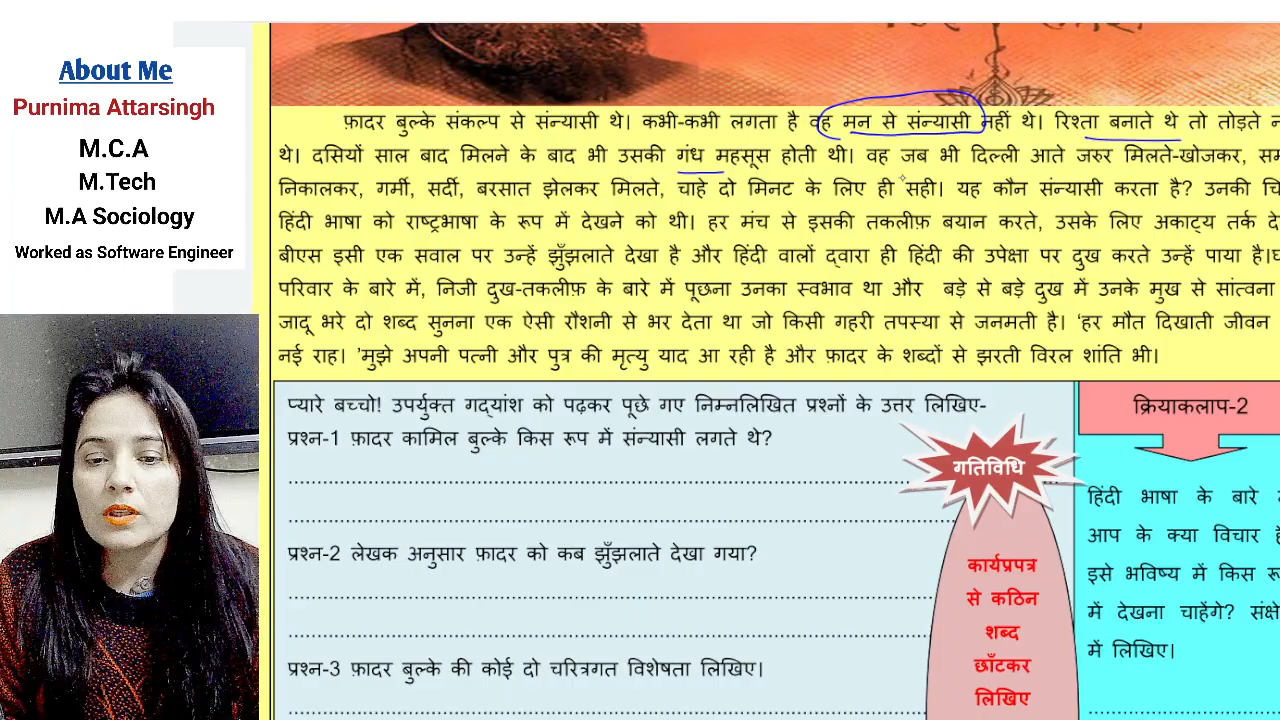 About Me
Purnima Attarsingh
M.C.A
M.Tech
M.A Sociology
Worked as Software Engineer
फ़ादर बुल्के संकल्प से संन्यासी थे। कभी-कभी लगता है वह मन से संन्यासी नहीं थे। रिश्ता बनाते थे तो तोड़ते
थे। दसियों साल बाद मिलने के बाद भी उसकी गंध महसूस होती थी। वह जब भी दिल्ली आते जरुर मिलते-खोजकर,
निकालकर, गर्मी, सर्दी, बरसात झेलकर मिलते, चाहे दो मिनट के लिए ही सही। यह कौन संन्यासी करता है? उनकी
हिंदी भाषा को राष्ट्रभाषा के रूप में देखने को थी। हर मंच से इसकी तकलीफ़ बयान करते, उसके लिए अकाट्य तर्क
बीएस इसी एक सवाल पर उन्हें झुँझलाते देखा है और हिंदी वालों द्वारा ही हिंदी की उपेक्षा पर दुख करते उन्हें पाया है।
परिवार के बारे में, निजी दुख-तकलीफ़ के बारे में पूछना उनका स्वभाव था और बड़े से बड़े दुख में उनके मुख से सांत्वना
जादू भरे दो शब्द सुनना एक ऐसी रौशनी से भर देता था जो किसी गहरी तपस्या से जनमती है। 'हर मौत दिखाती जीवन
नई राह। 'मुझे अपनी पत्नी और पुत्र की मृत्यु याद आ रही है और फ़ादर के शब्दों से झरती विरल शांति भी।
प्यारे बच्चो! उपर्युक्त गद्यांश को पढ़कर पूछे गए निम्नलिखित प्रश्नों के उत्तर लिखिए-
प्रश्न-1 फ़ादर कामिल बुल्के किस रूप में संन्यासी लगते थे?
प्रश्न-2 लेखक अनुसार फ़ादर को कब झुँझलाते देखा गया?
प्रश्न-3 फ़ादर बुल्के की कोई दो चरित्रगत विशेषता लिखिए।
गतिविधि
कार्यप्रपत्र
से कठिन
शब्द
छाँटकर
लिखिए
क्रियाकलाप-2
हिंदी भाषा के बारे
आप के क्या विचार
इसे भविष्य में किस
में देखना चाहेंगे?
में लिखिए।